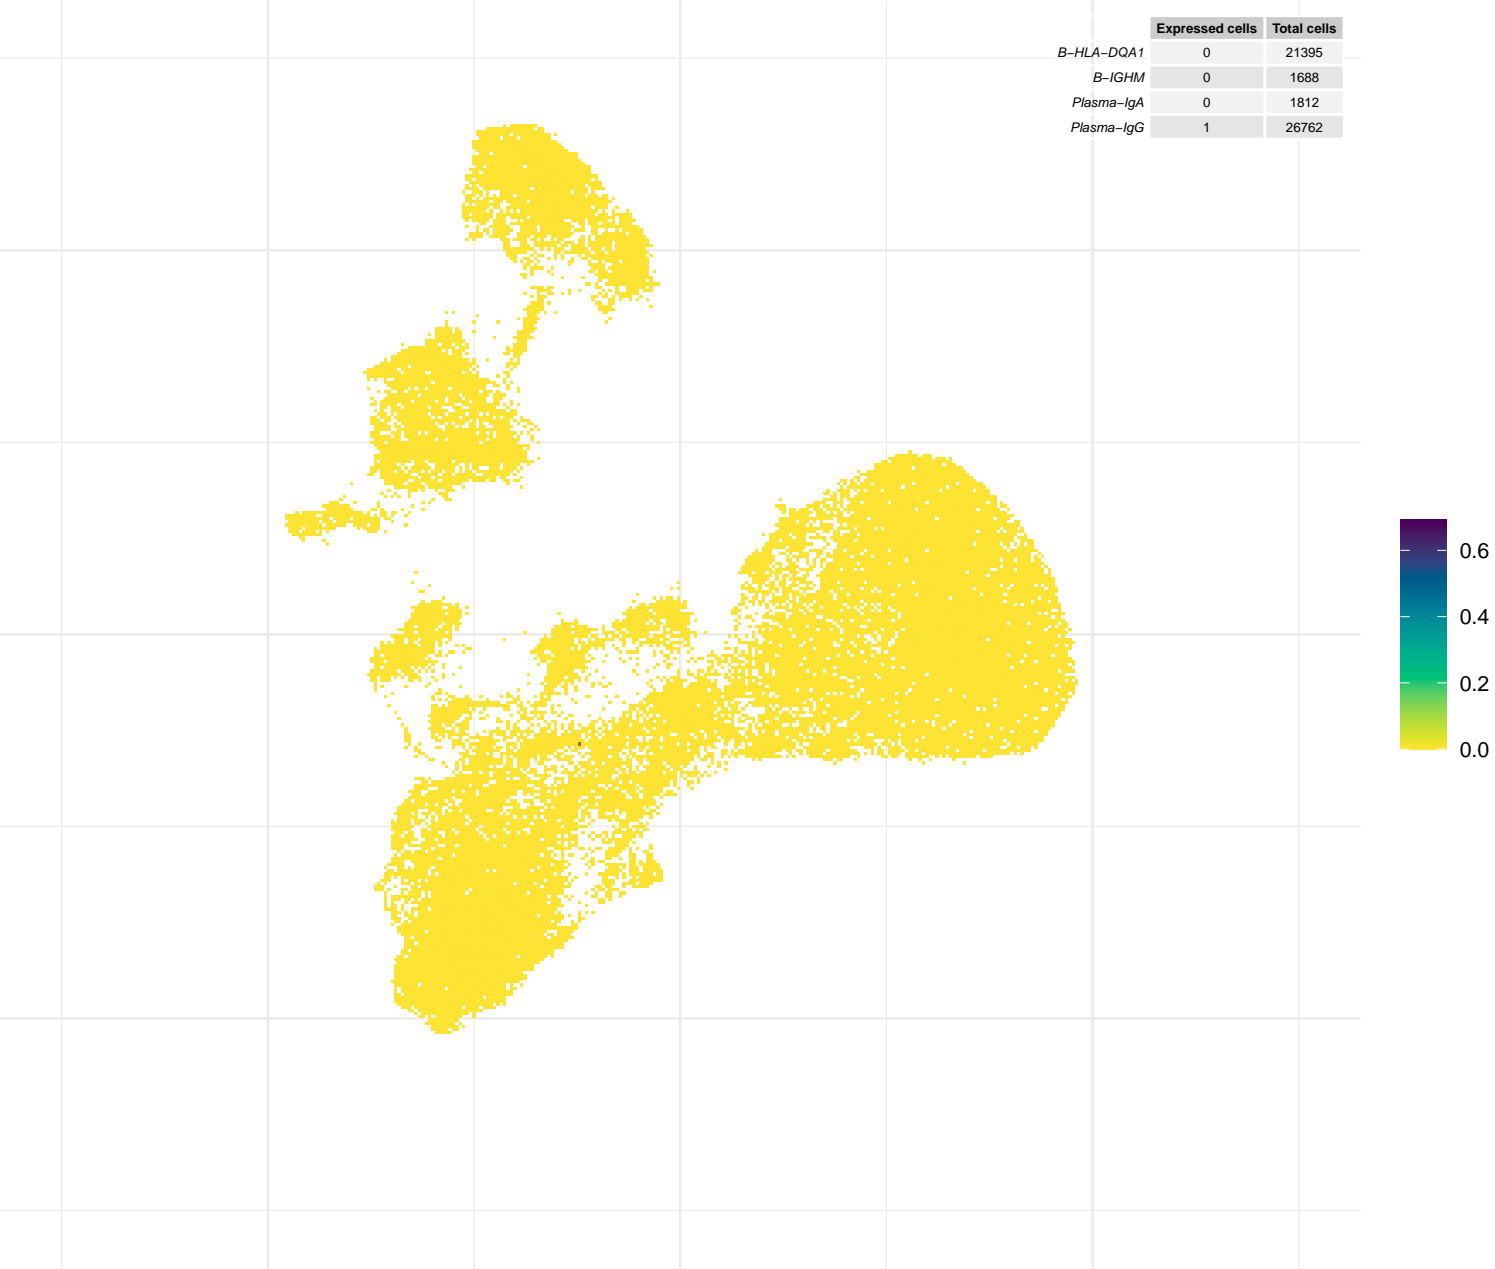 Expressed cells Total cells
B−HLA−DQA1 0 21395
B−IGHM 0 1688
Plasma−IgA 0 1812
Plasma−IgG 1 26762
0.6
0.4
0.2
0.0